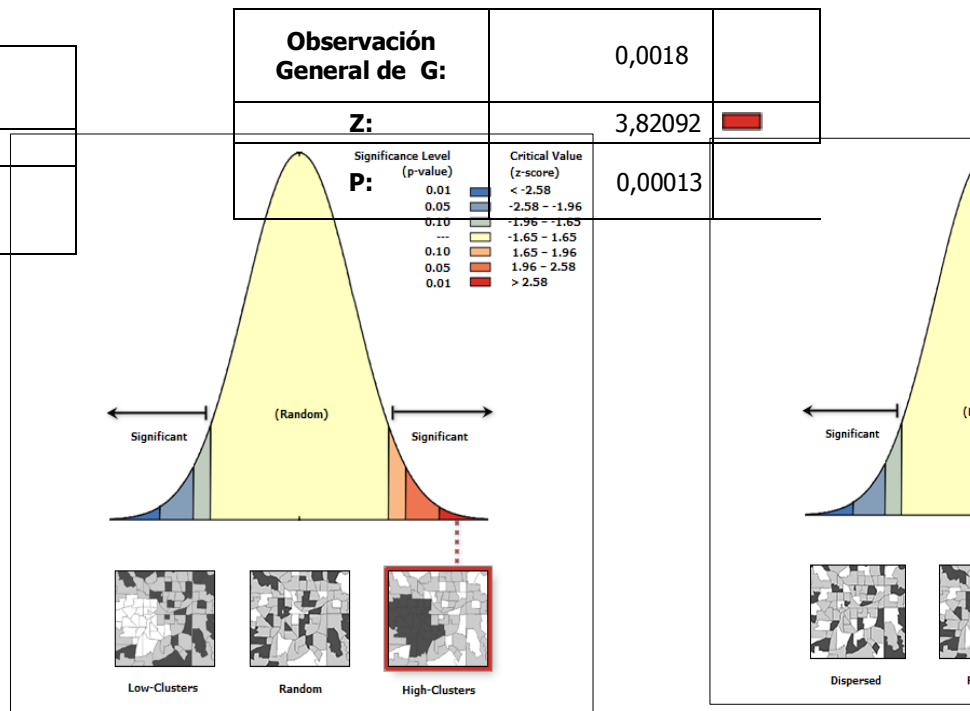 Observación
General de G:
0,0018
Z:
3,82092
P:
0,00013
Significance Level
(p-value)
Critical Value
(z-score)
0.01 < -2.58
0.05 -2.58 – -1.96
0.10 -1.96 – -1.65
--- -1.65 – 1.65
0.10 1.65 – 1.96
0.05 1.96 – 2.58
0.01 > 2.58
(Random)
Significant
Significant
Low-Clusters
Random
High-Clusters
Significant
Dispersed